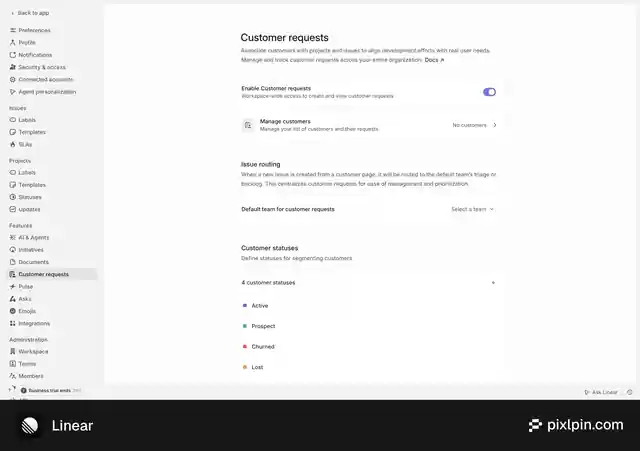 Back to app
Preferences
Profile
Notifications
Security & access
Connected accounts
Agent personalization
Issues
Labels
Templates
SLAs
Projects
Labels
Templates
Statuses
Updates
Features
AI & Agents
Initiatives
Documents
Customer requests
Pulse
Asks
Emojis
Integrations
Administration
Workspace
Teams
Members
Business trial ends
Customer requests
Associate customers with projects and issues to align development efforts with real user needs.
Manage and track customer requests across your entire organization. Docs ↗
Enable Customer requests
Workspace-wide access to create and view customer requests
Manage customers
Manage your list of customers and their requests.
No customers
Issue routing
When a new issue is created from a customer page, it will be routed to the default team's triage or
backlog. This centralizes customer requests for ease of management and prioritization.
Default team for customer requests
Select a team
Customer statuses
Define statuses for segmenting customers
4 customer statuses
+
Active
Prospect
Churned
Lost
Ask Linear
Linear
pixlpin.com